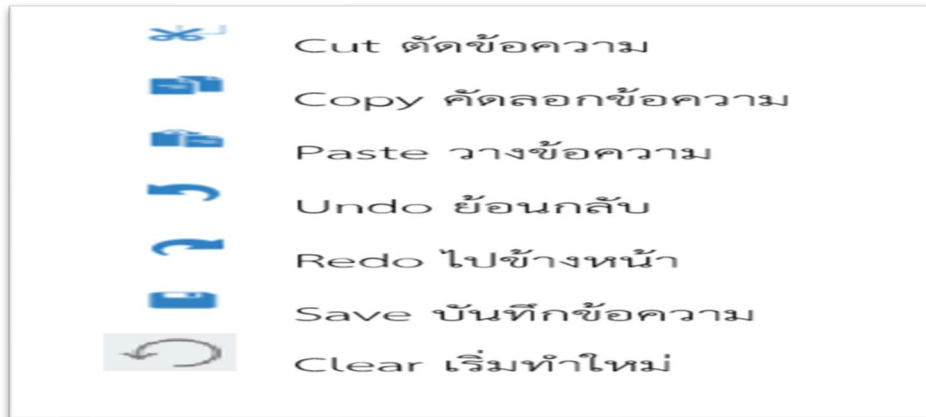 Cut ตัดข้อความ
Copy คัดลอกข้อความ
Paste วางข้อความ
Undo ย้อนกลับ
Redo ไปข้างหน้า
Save บันทึกข้อความ
Clear เริ่มทำใหม่